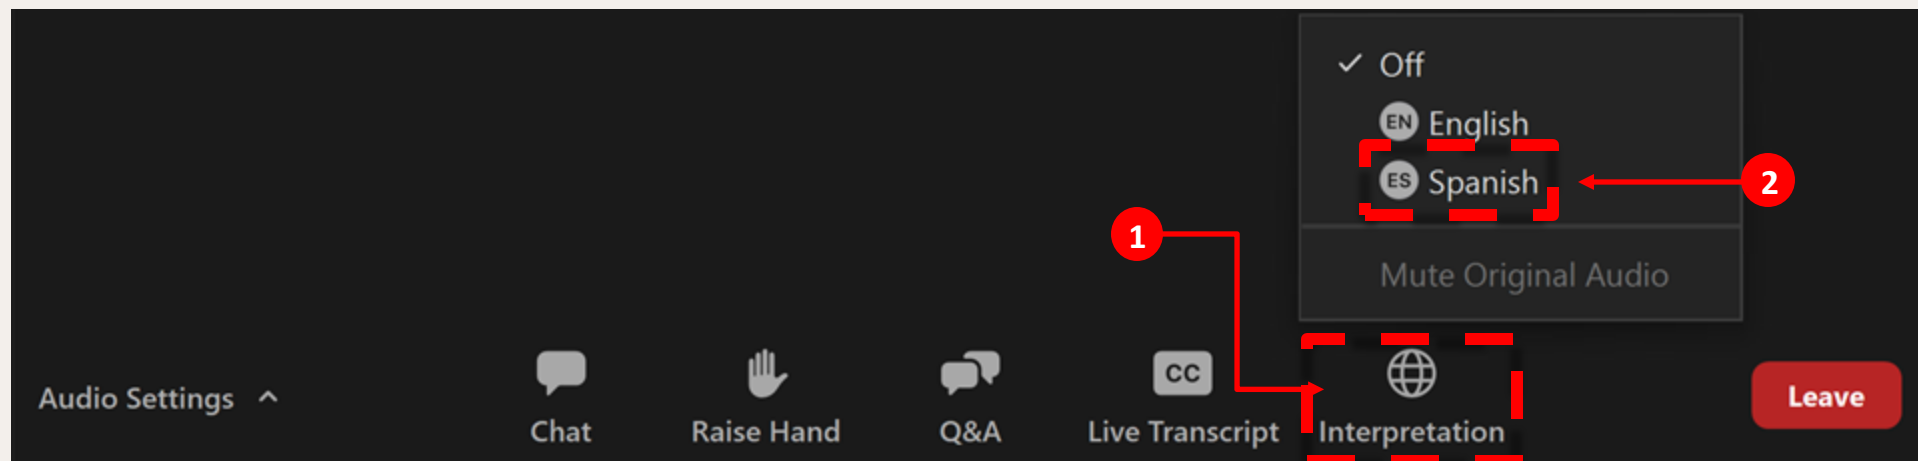 ✓ Off
EN English
ES Spanish
2
1
Mute Original Audio
CC
Audio Settings ^
Chat
Raise Hand
Q&A
Live Transcript
Interpretation
Leave